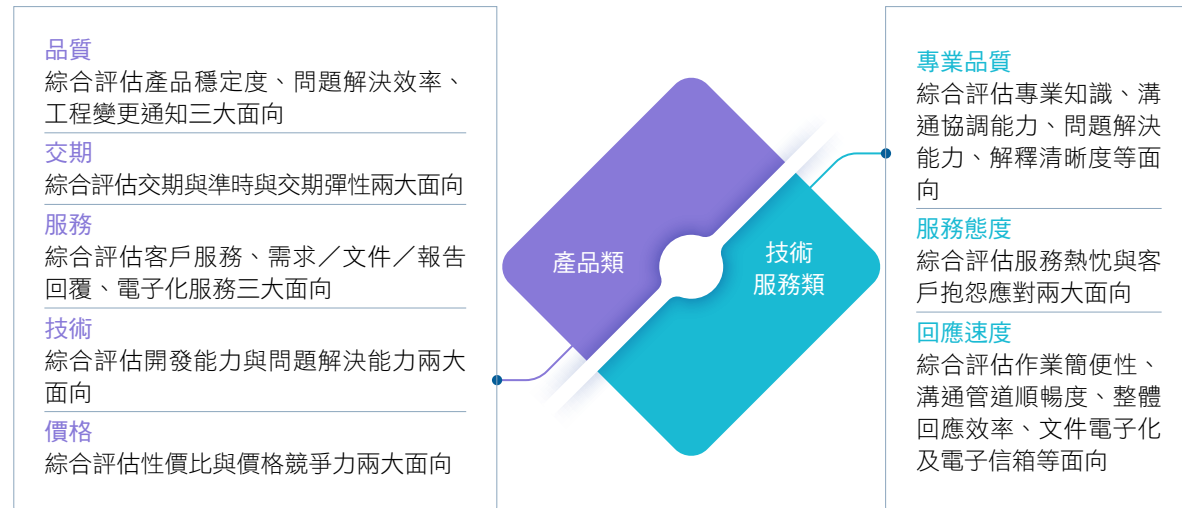 品質
綜合評估產品穩定度、問題解決效率、
工程變更通知三大面向
交期
綜合評估交期與準時與交期彈性兩大面向
服務
綜合評估客戶服務、需求／文件／報告
回覆、電子化服務三大面向
技術
綜合評估開發能力與問題解決能力兩大
面向
價格
綜合評估性價比與價格競爭力兩大面向
產品類
技術
服務類
專業品質
綜合評估專業知識、溝
通協調能力、問題解決
能力、解釋清晰度等面
向
服務態度
綜合評估服務熱忱與客
戶抱怨應對兩大面向
回應速度
綜合評估作業簡便性、
溝通管道順暢度、整體
回應效率、文件電子化
及電子信箱等面向